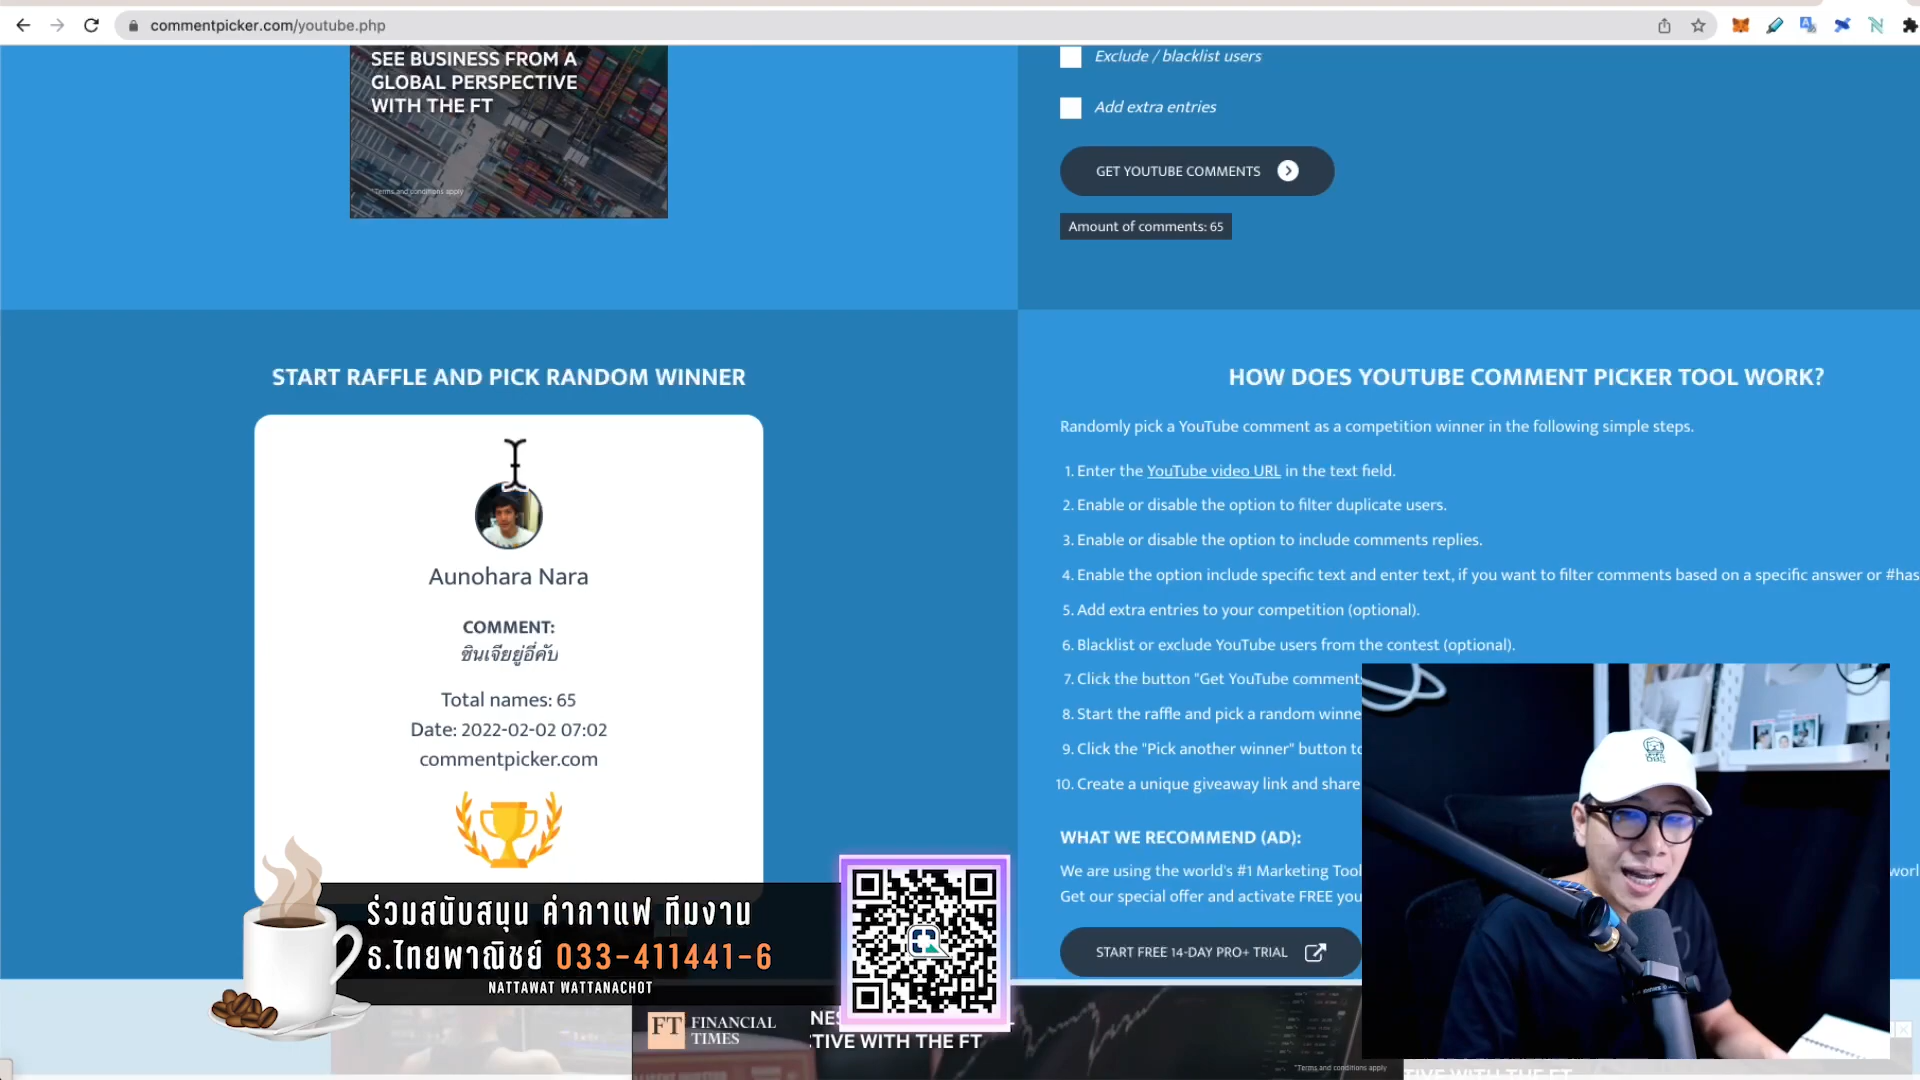 commentpicker.com/youtube.php
SEE BUSINESS FROM A
GLOBAL PERSPECTIVE
WITH THE FT
*Terms and conditions apply
Exclude / blacklist users
Add extra entries
GET YOUTUBE COMMENTS
Amount of comments: 65
START RAFFLE AND PICK RANDOM WINNER
Aunohara Nara
COMMENT:
ซินเจียยู่อี่คับ
Total names: 65
Date: 2022-02-02 07:02
commentpicker.com
HOW DOES YOUTUBE COMMENT PICKER TOOL WORK?
Randomly pick a YouTube comment as a competition winner in the following simple steps.
1. Enter the YouTube video URL in the text field.
2. Enable or disable the option to filter duplicate users.
3. Enable or disable the option to include comments replies.
4. Enable the option include specific text and enter text, if you want to filter comments based on a specific answer or #has
5. Add extra entries to your competition (optional).
6. Blacklist or exclude YouTube users from the contest (optional).
7. Click the button "Get YouTube comment
8. Start the raffle and pick a random winne
9. Click the "Pick another winner" button to
10. Create a unique giveaway link and share
WHAT WE RECOMMEND (AD):
We are using the world's #1 Marketing Tool
Get our special offer and activate FREE you
START FREE 14-DAY PRO+ TRIAL
ร่วมสนับสนุน ค่ากาแฟ ทีมงาน
ธ.ไทยพาณิชย์ 033-411441-6
NATTAWAT WATTANACHOT
FT FINANCIAL
TIMES
TIVE WITH THE FT
*Terms and conditions apply